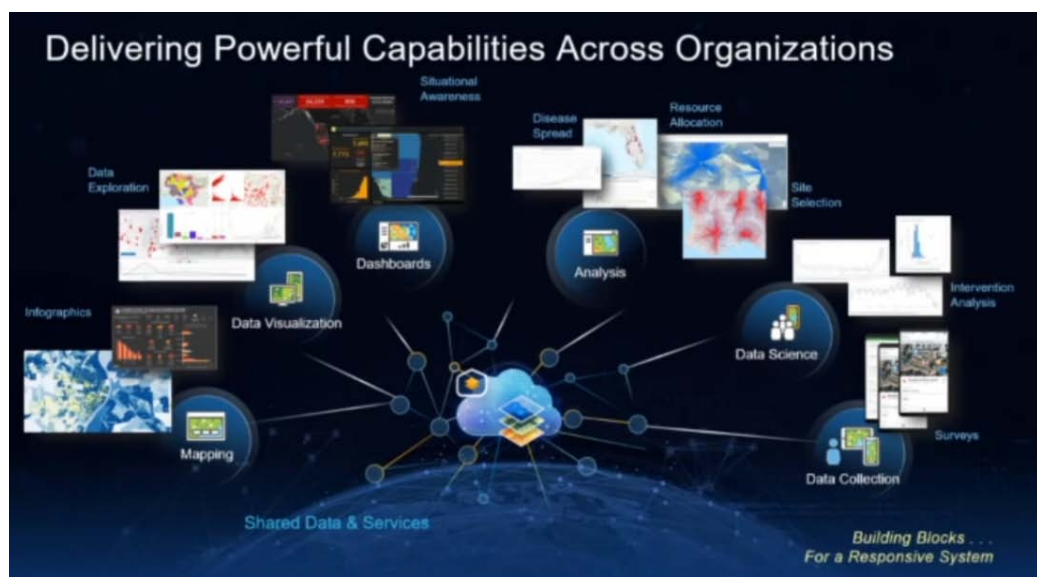 Delivering Powerful Capabilities Across Organizations
Situational
Awareness
Disease
Spread
Resource
Allocation
Data
Exploration
Site
Selection
Dashboards
Analysis
Intervention
Analysis
Infographics
Data Visualization
Data Science
Surveys
Mapping
Data Collection
Shared Data & Services
Building Blocks . . .
For a Responsive System